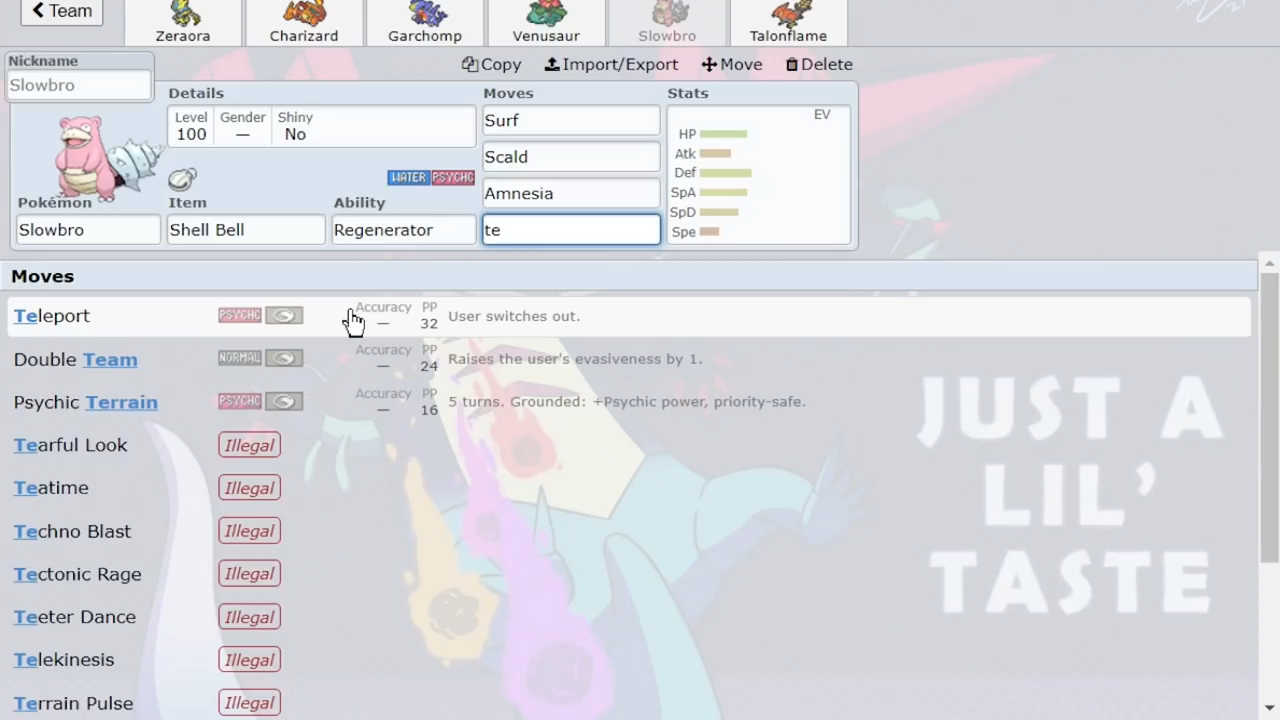 Team
Zeraora
Charizard
Garchomp
Venusaur
Slowbro
Talonflame
Nickname
Slowbro
Copy
Import/Export
Move
Delete
Details
Level
100
Gender
—
Shiny
No
WATER PSYCHC
Pokémon
Slowbro
Item
Shell Bell
Ability
Regenerator
Moves
Surf
Scald
Amnesia
te
Stats
EV
HP
Atk
Def
SpA
SpD
Spe
Moves
Teleport PSYCHC Accuracy — PP 32 User switches out.
Double Team NORMAL Accuracy — PP 24 Raises the user's evasiveness by 1.
Psychic Terrain PSYCHC Accuracy — PP 16 5 turns. Grounded: +Psychic power, priority-safe.
Tearful Look Illegal
Teatime Illegal
Techno Blast Illegal
Tectonic Rage Illegal
Teeter Dance Illegal
Telekinesis Illegal
Terrain Pulse Illegal
JUST A
LIL'
TASTE